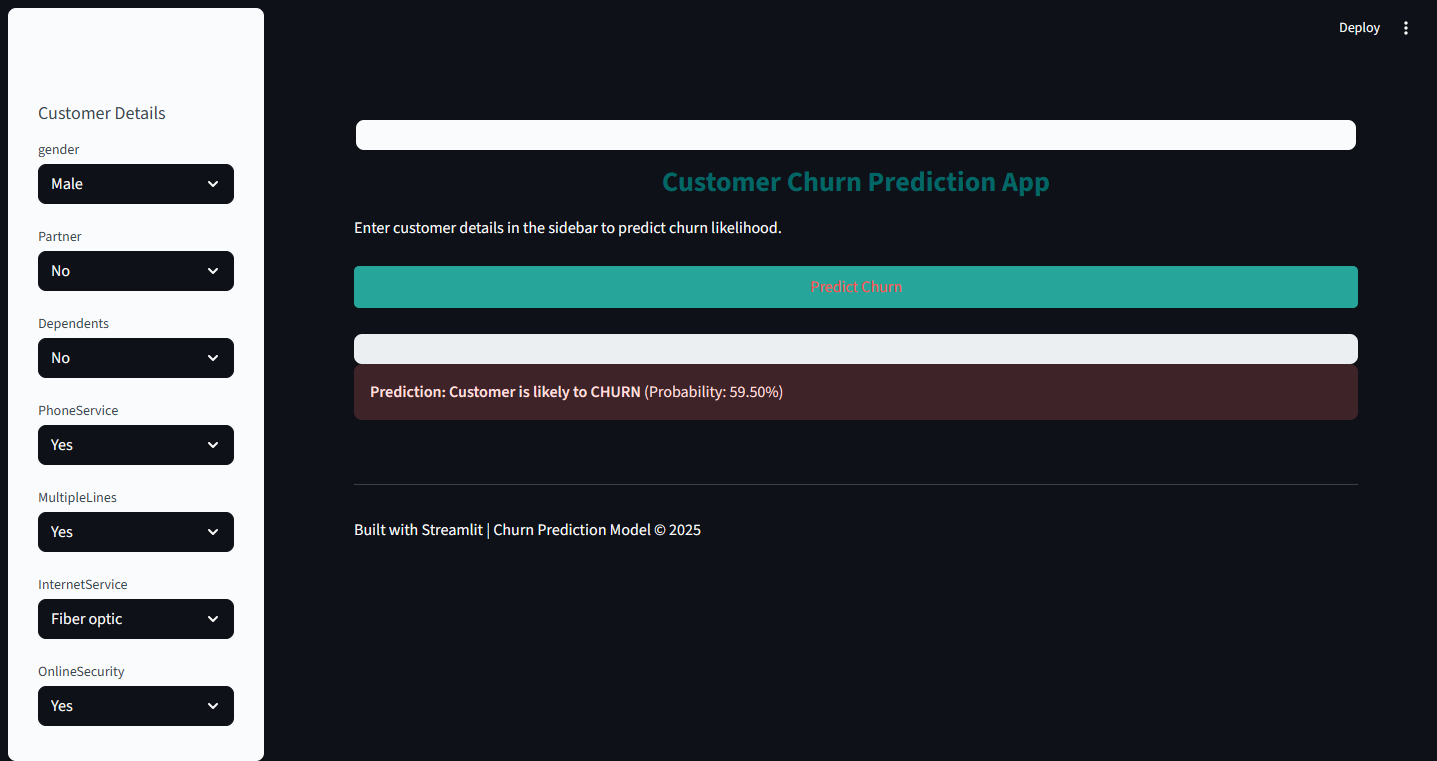 Deploy
Customer Details
gender
Male
Partner
No
Dependents
No
PhoneService
Yes
MultipleLines
Yes
InternetService
Fiber optic
OnlineSecurity
Yes
Customer Churn Prediction App
Enter customer details in the sidebar to predict churn likelihood.
Predict Churn
Prediction: Customer is likely to CHURN (Probability: 59.50%)
Built with Streamlit | Churn Prediction Model © 2025